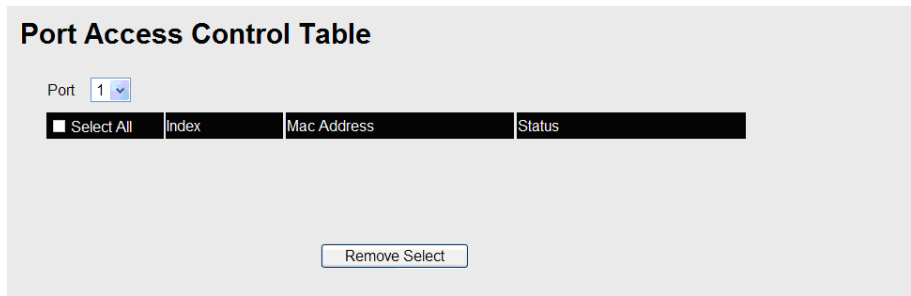 Port Access Control Table
Port 1
Select All Index Mac Address Status
Remove Select